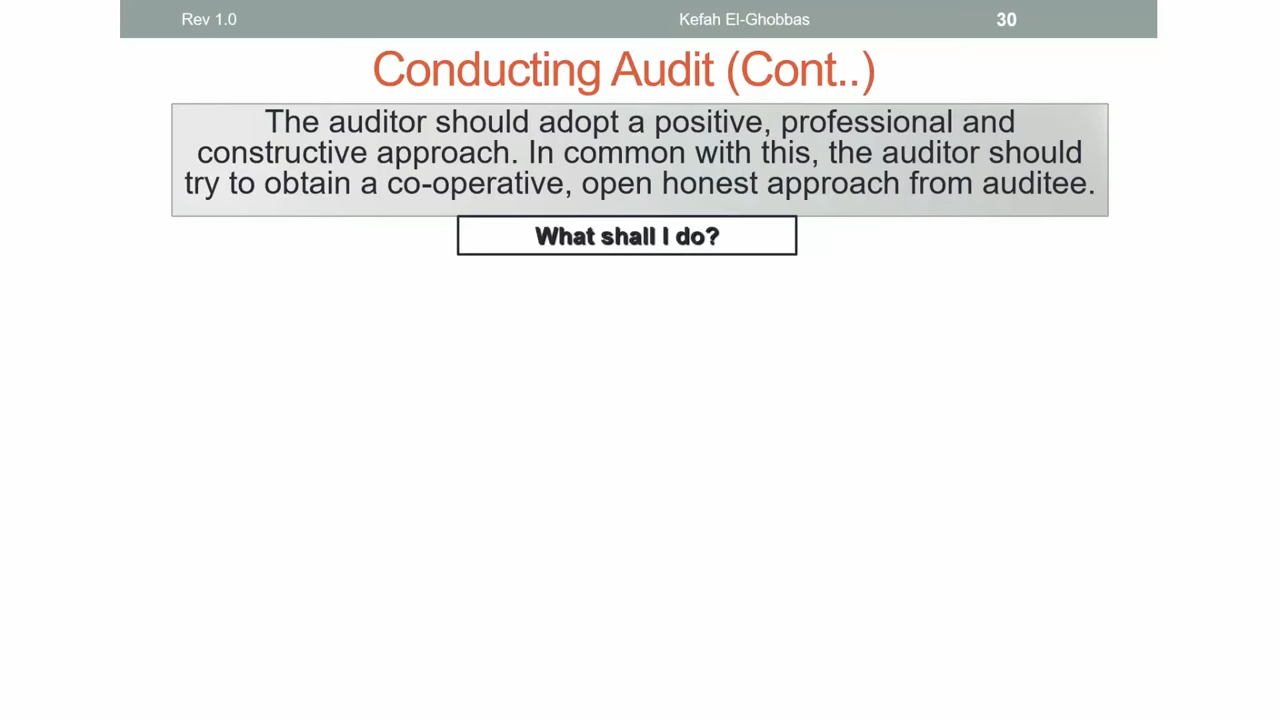 Rev 1.0 Kefah El-Ghobbas 30
Conducting Audit (Cont..)
The auditor should adopt a positive, professional and
constructive approach. In common with this, the auditor should
try to obtain a co-operative, open honest approach from auditee.
What shall I do?